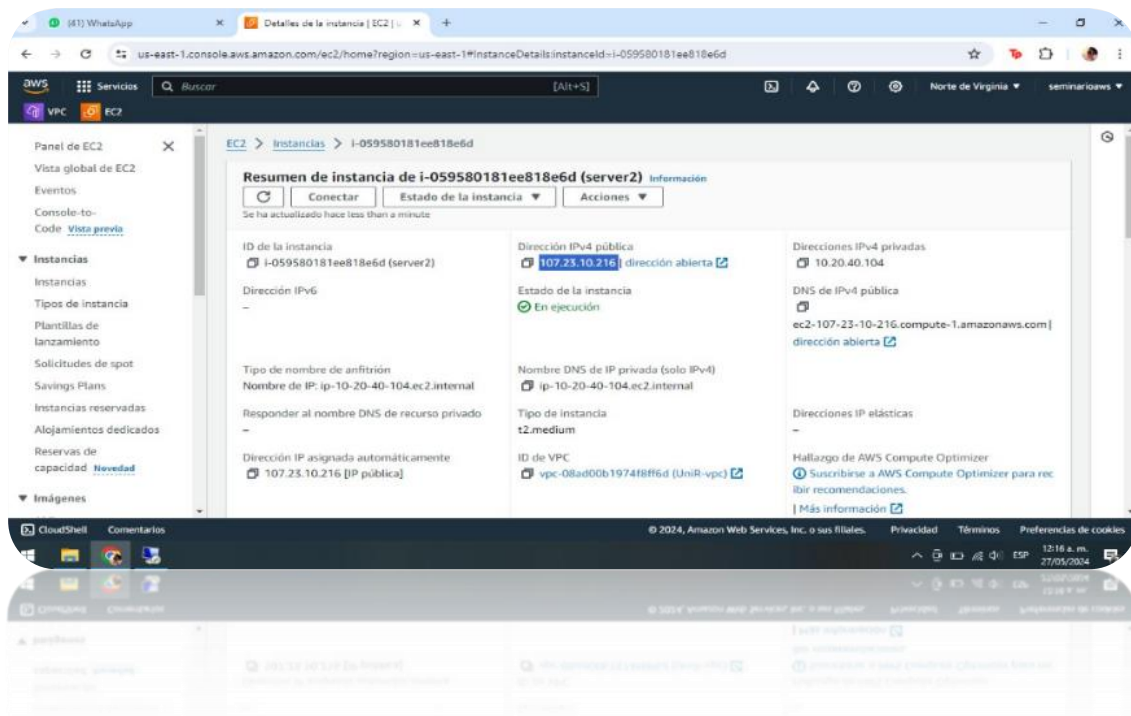 (41) WhatsApp
Detalles de la instancia | EC2 | u
us-east-1.console.aws.amazon.com/ec2/home?region=us-east-1#InstanceDetails:instanceId=i-059580181ee818e6d
aws Servicios Buscar [Alt+S] Norte de Virginia seminarioaws
VPC EC2
Panel de EC2
Vista global de EC2
Eventos
Console-to-
Code Vista previa
Instancias
Instancias
Tipos de instancia
Plantillas de
lanzamiento
Solicitudes de spot
Savings Plans
Instancias reservadas
Alojamientos dedicados
Reservas de
capacidad Novedad
Imágenes
EC2 > Instancias > i-059580181ee818e6d
Resumen de instancia de i-059580181ee818e6d (server2) Información
Conectar Estado de la instancia Acciones
Se ha actualizado hace less than a minute
ID de la instancia
i-059580181ee818e6d (server2)
Dirección IPv4 pública
107.23.10.216 | dirección abierta
Direcciones IPv4 privadas
10.20.40.104
Dirección IPv6
–
Estado de la instancia
En ejecución
DNS de IPv4 pública
ec2-107-23-10-216.compute-1.amazonaws.com |
dirección abierta
Tipo de nombre de anfitrión
Nombre de IP: ip-10-20-40-104.ec2.internal
Nombre DNS de IP privada (solo IPv4)
ip-10-20-40-104.ec2.internal
Responder al nombre DNS de recurso privado
–
Tipo de instancia
t2.medium
Direcciones IP elásticas
–
Dirección IP asignada automáticamente
107.23.10.216 [IP pública]
ID de VPC
vpc-08ad00b1974f8ff6d (UniR-vpc)
Hallazgo de AWS Compute Optimizer
Suscribirse a AWS Compute Optimizer para rec
ibir recomendaciones.
| Más información
CloudShell Comentarios © 2024, Amazon Web Services, Inc. o sus filiales. Privacidad Términos Preferencias de cookies
ESP 12:16 a. m.
27/05/2024